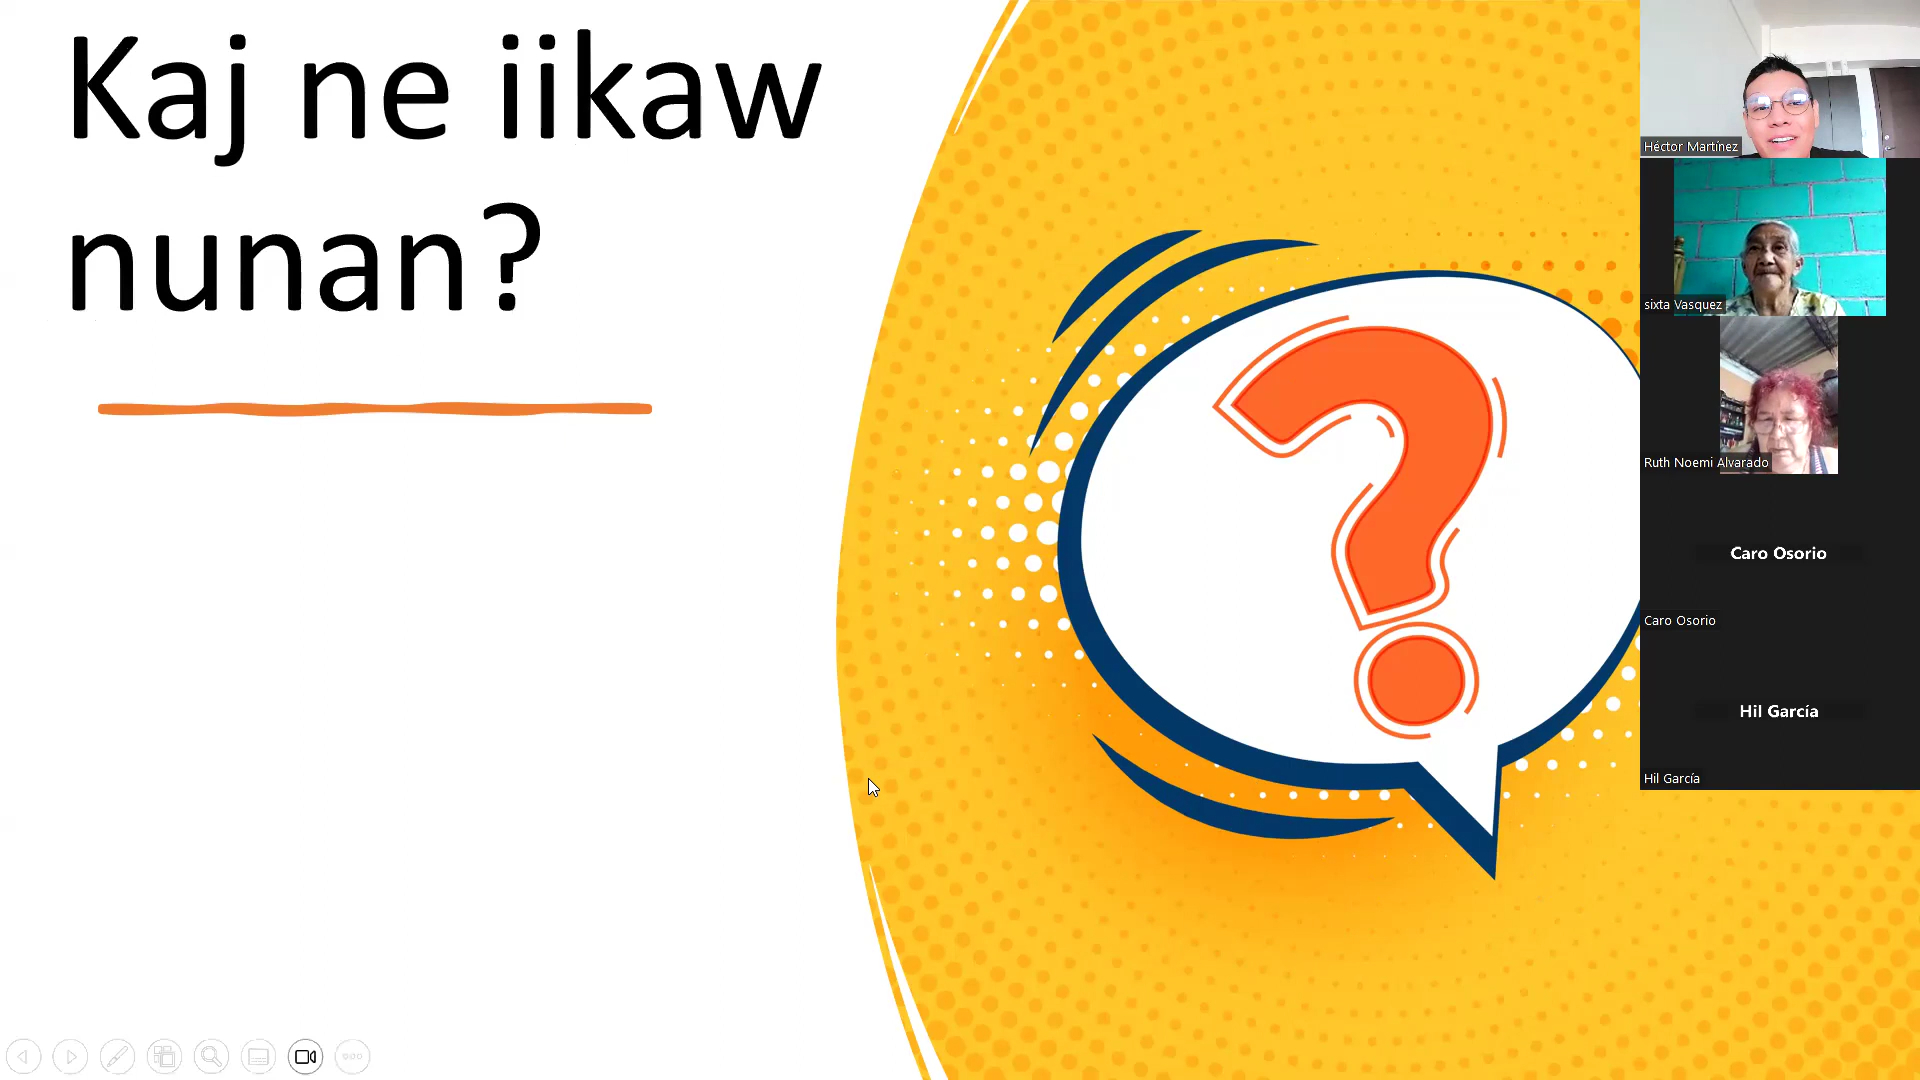 Kaj ne iikaw
nunan?
Héctor Martínez
sixta Vasquez
Ruth Noemi Alvarado
Caro Osorio
Caro Osorio
Hil García
Hil García